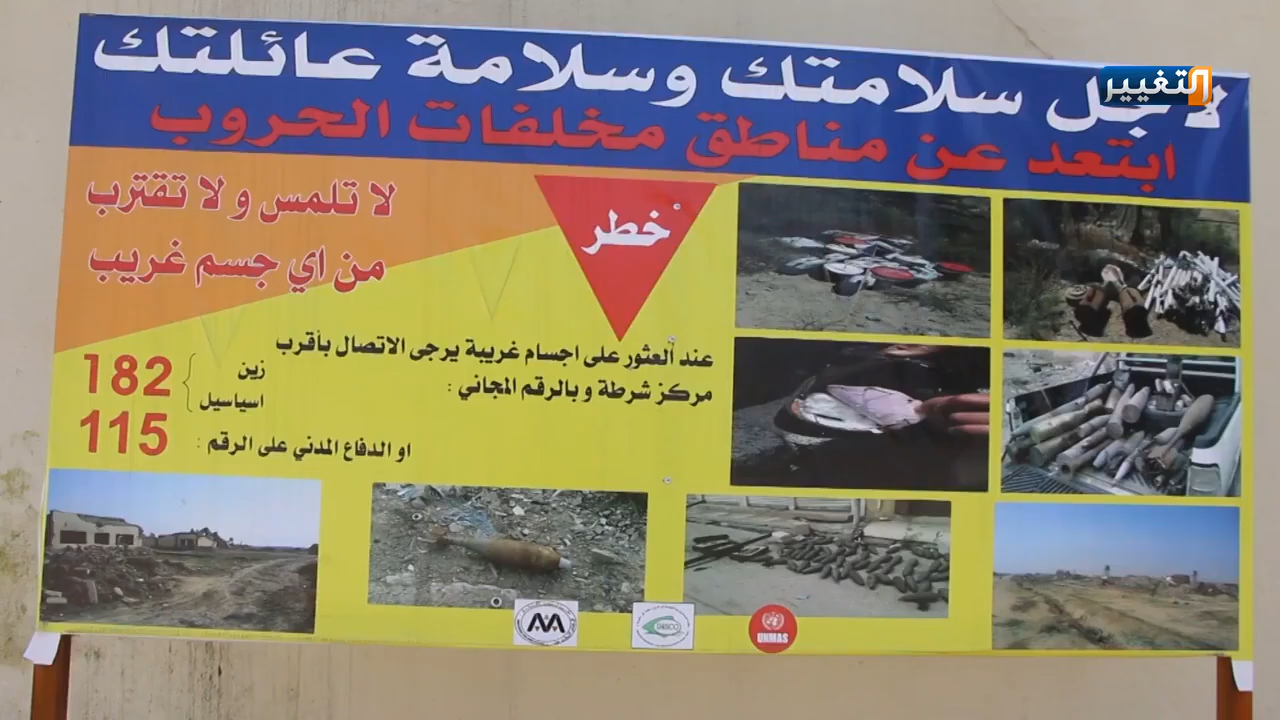 التغيير
لاجل سلامتك وسلامة عائلتك
ابتعد عن مناطق مخلفات الحروب
خطر
لا تلمس و لا تقترب
من اي جسم غريب
عند العثور على اجسام غريبة يرجى الاتصال بأقرب
مركز شرطة و بالرقم المجاني :
زين
اسياسيل
182
او الدفاع المدني على الرقم : 115
UNMAS